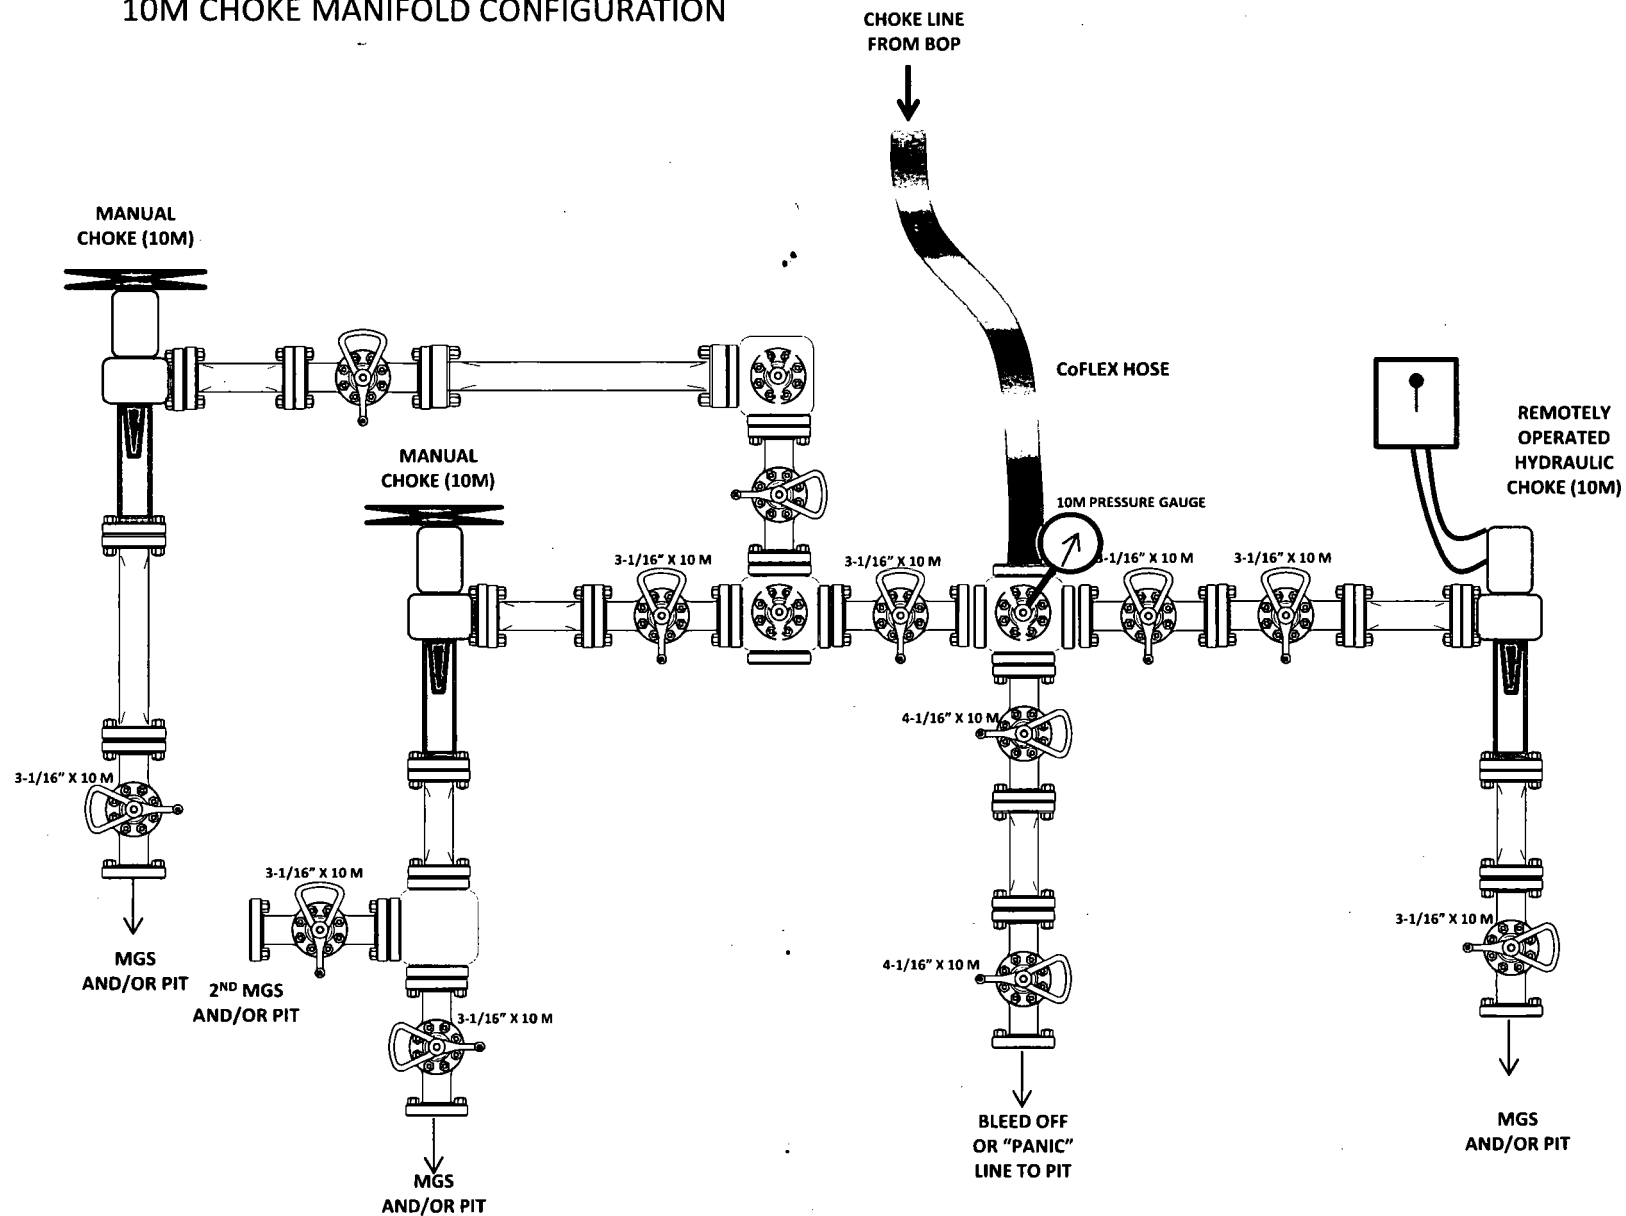 10M CHOKE MANIFOLD CONFIGURATION
CHOKE LINE
FROM BOP
MANUAL
CHOKE (10M)
CoFLEX HOSE
REMOTELY
OPERATED
HYDRAULIC
CHOKE (10M)
MANUAL
CHOKE (10M)
10M PRESSURE GAUGE
3-1/16" X 10 M
3-1/16" X 10 M
3-1/16" X 10 M
3-1/16" X 10 M
4-1/16" X 10 M
3-1/16" X 10 M
3-1/16" X 10 M
3-1/16" X 10 M
4-1/16" X 10 M
MGS
AND/OR PIT
2ND MGS
AND/OR PIT
3-1/16" X 10 M
BLEED OFF
OR "PANIC"
LINE TO PIT
MGS
AND/OR PIT
MGS
AND/OR PIT